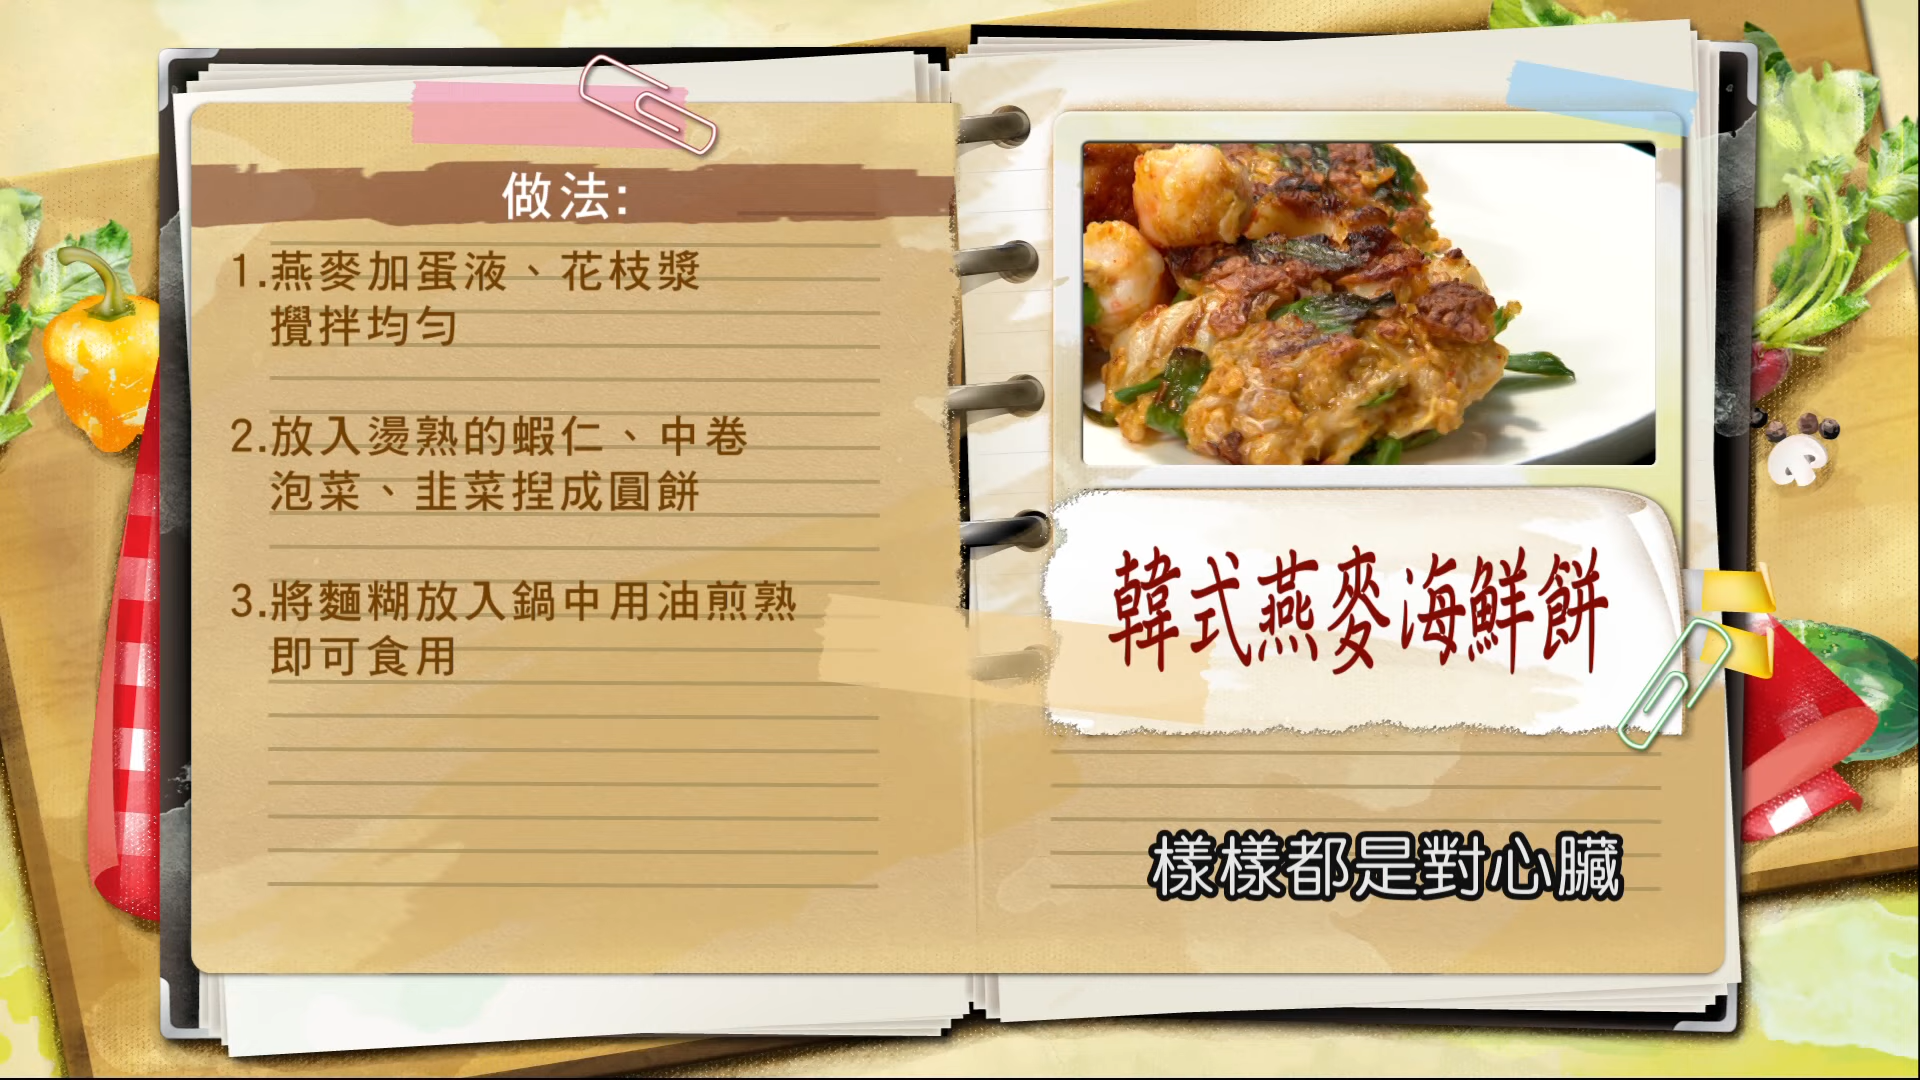 做法:
1.燕麥加蛋液、花枝漿
攪拌均勻
2.放入燙熟的蝦仁、中卷
泡菜、韭菜捏成圓餅
3.將麵糊放入鍋中用油煎熟
即可食用
韓式燕麥海鮮餅
樣樣都是對心臟